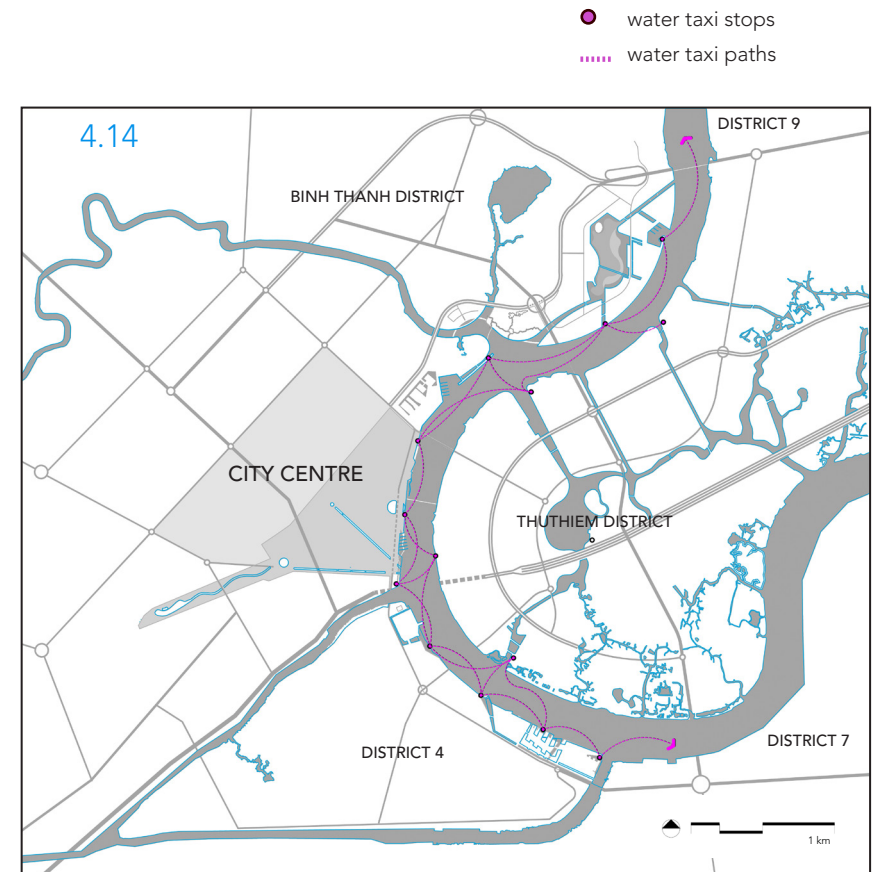 water taxi stops
water taxi paths
4.14
DISTRICT 9
BINH THANH DISTRICT
CITY CENTRE
THUTHIEM DISTRICT
DISTRICT 4
DISTRICT 7
1 km